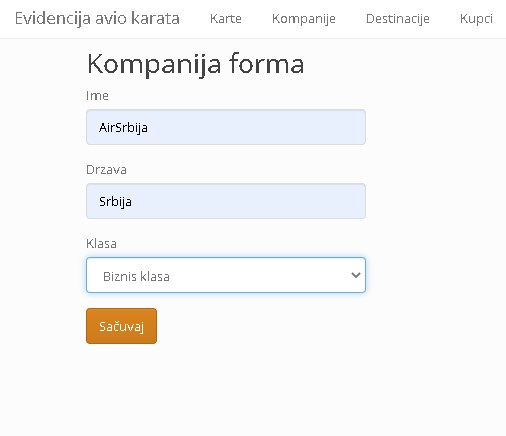 Evidencija avio karata Karte Kompanije Destinacije Kupci
Kompanija forma
Ime
AirSrbija
Drzava
Srbija
Klasa
Biznis klasa
Sačuvaj